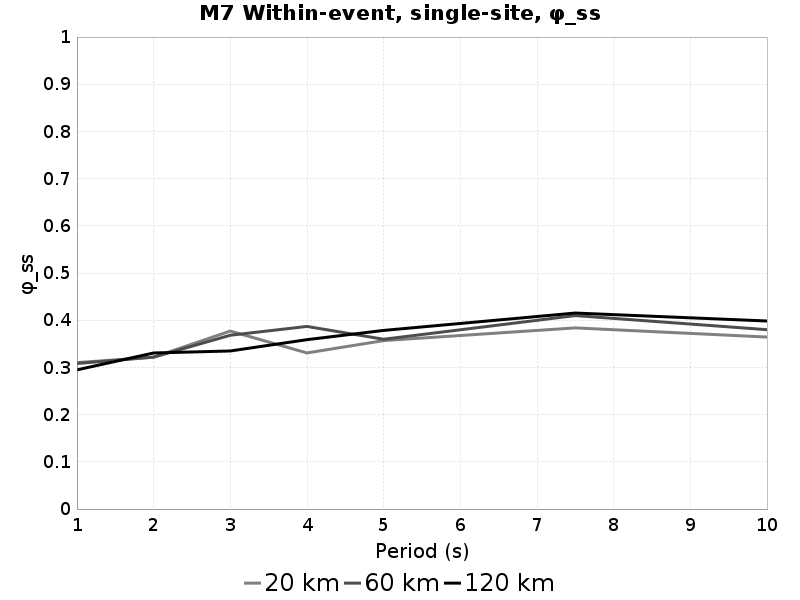 M7 Within-event, single-site, φ_ss
1
0.9
0.8
0.7
0.6
0.5
0.4
0.3
0.2
0.1
0
φ_ss
1 2 3 4 5 6 7 8 9 10
Period (s)
20 km 60 km 120 km